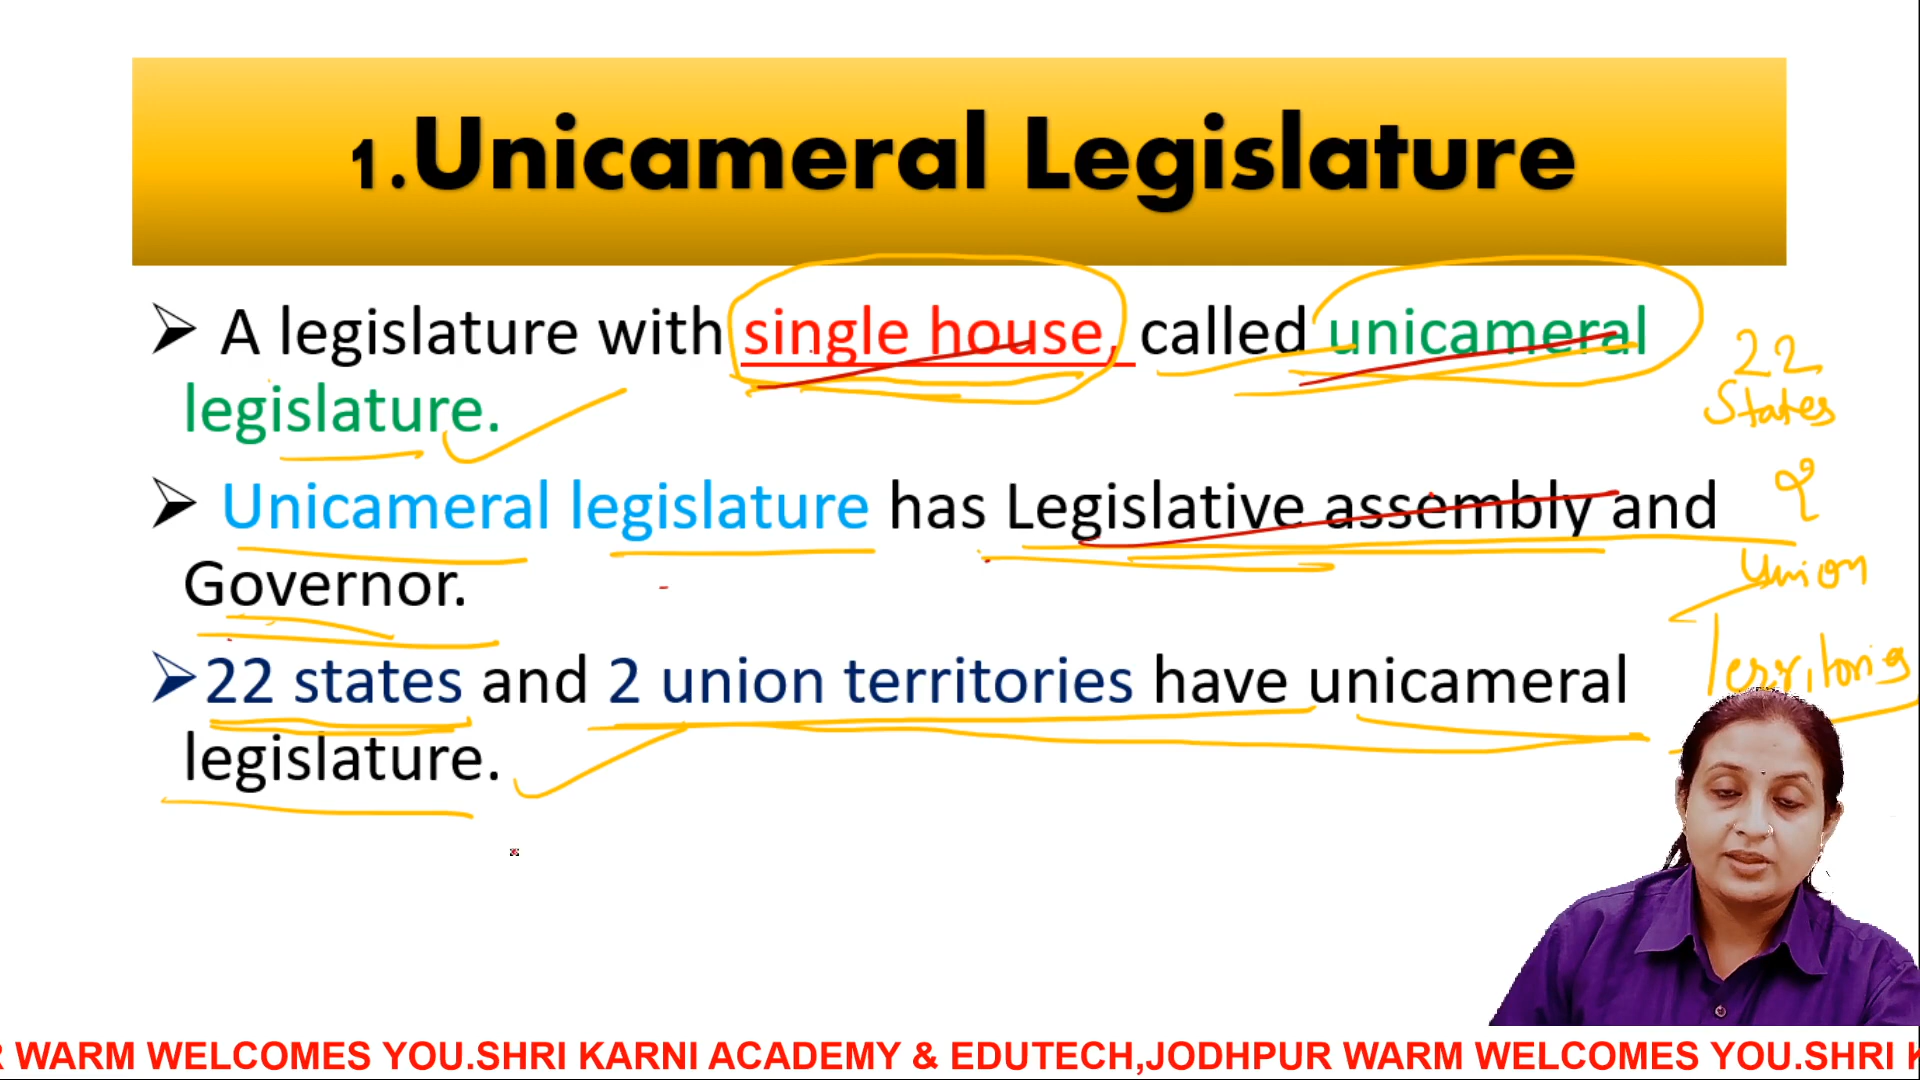 1.Unicameral Legislature
➢ A legislature with single house, called unicameral
legislature.
➢ Unicameral legislature has Legislative assembly and
Governor.
➢22 states and 2 union territories have unicameral
legislature.
22
States
2
Union
Territories
R WARM WELCOMES YOU.SHRI KARNI ACADEMY & EDUTECH,JODHPUR WARM WELCOMES YOU.SHRI K